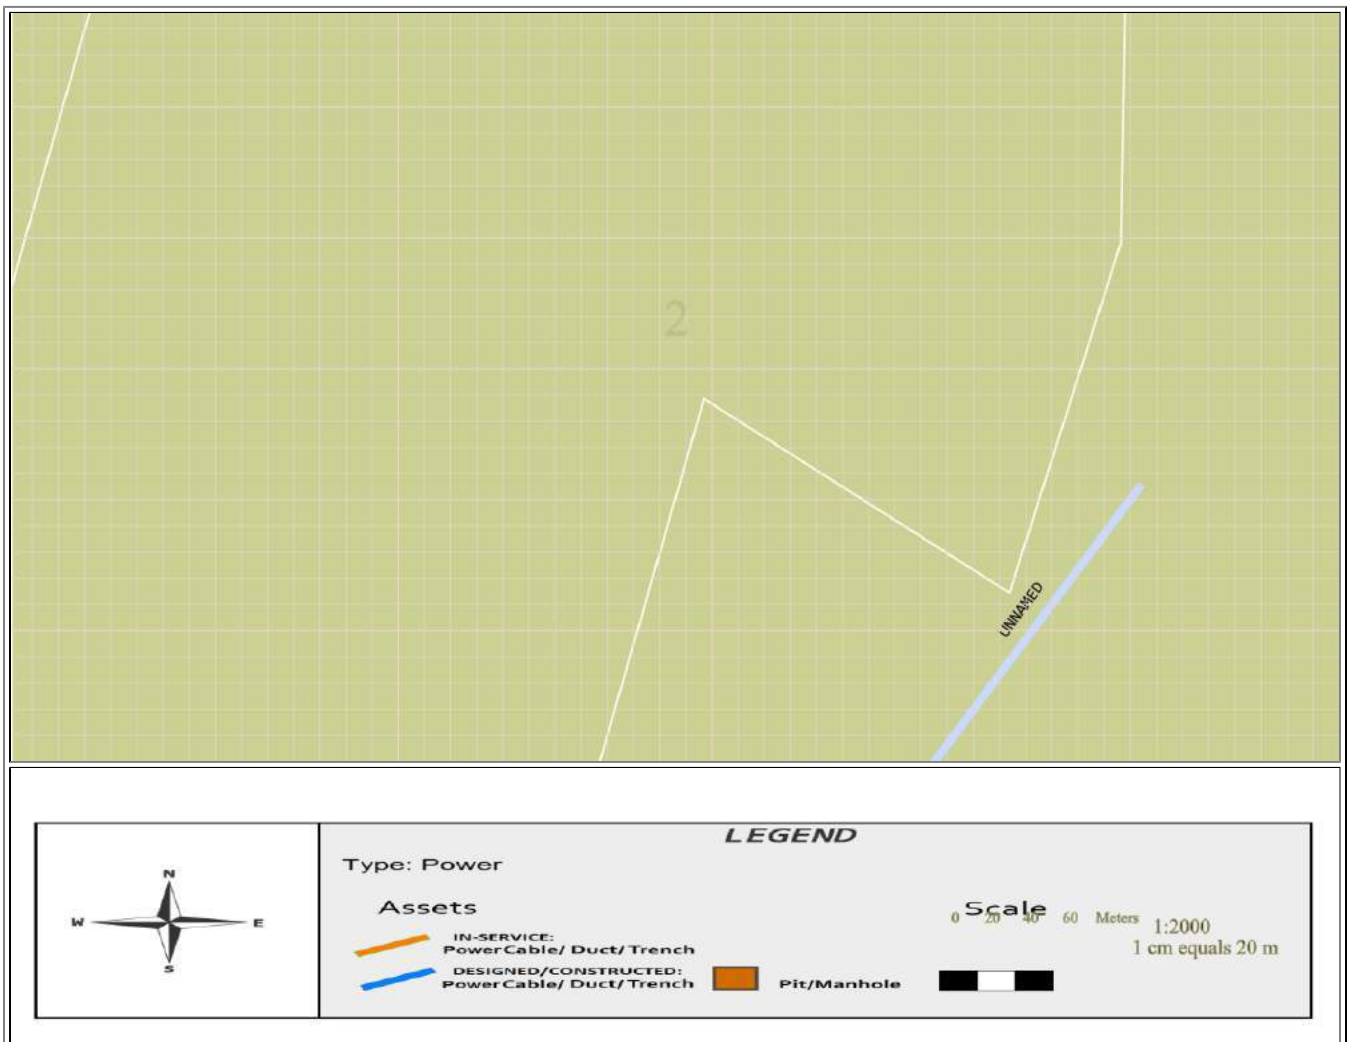 2
UNNAMED
LEGEND
Type: Power
Assets
Scale
0 20 40 60 Meters
1:2000
1 cm equals 20 m
IN-SERVICE:
PowerCable/ Duct/ Trench
DESIGNED/CONSTRUCTED:
PowerCable/ Duct/ Trench
Pit/Manhole
N
W
E
S